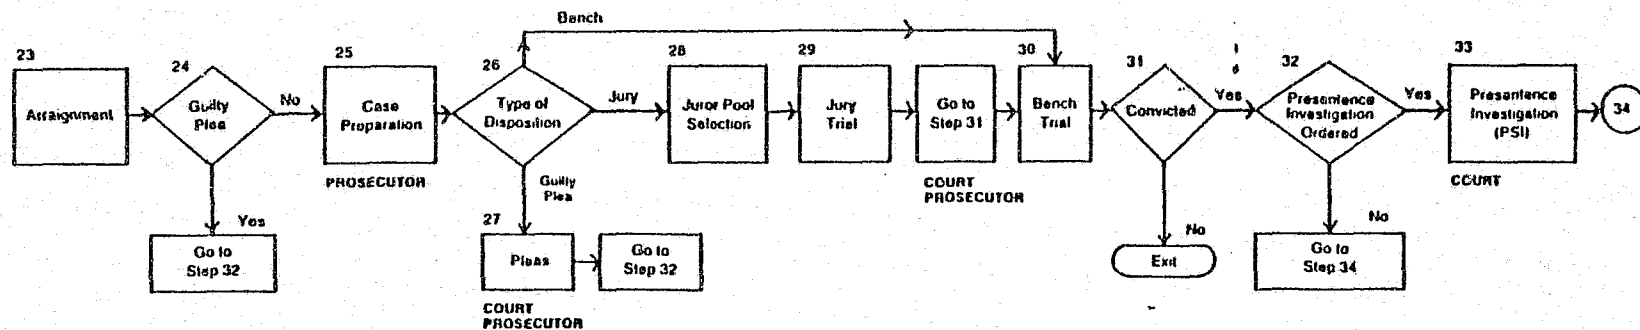 Bench
23
Arraignment
24
Guilty
Plea
No
Yes
Go to
Step 32
25
Case
Preparation
PROSECUTOR
26
Type of
Disposition
Jury
Guilty
Plea
27
Pleas
Go to
Step 32
COURT
PROSECUTOR
28
Juror Pool
Selection
29
Jury
Trial
Go to
Step 31
COURT
PROSECUTOR
30
Bench
Trial
31
Convicted
Yes
No
Exit
32
Presentence
Investigation
Ordered
Yes
No
Go to
Step 34
33
Presentence
Investigation
(PSI)
COURT
34